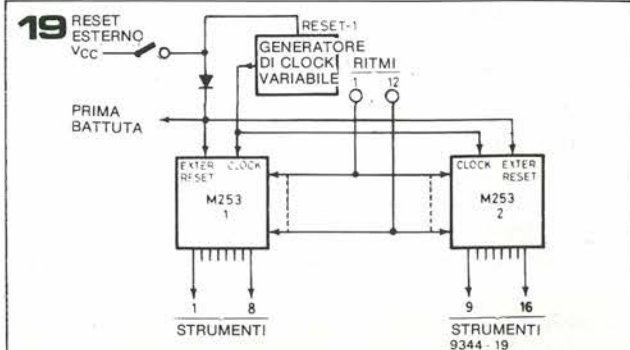 19
RESET
ESTERNO
VCC
RESET-1
GENERATORE
DI CLOCK
VARIABILE
RITMI
1 12
PRIMA
BATTUTA
EXTER CLOCK
RESET
M253
1
CLOCK EXTER
RESET
M253
2
1 8
STRUMENTI
9 16
STRUMENTI
9344 - 19